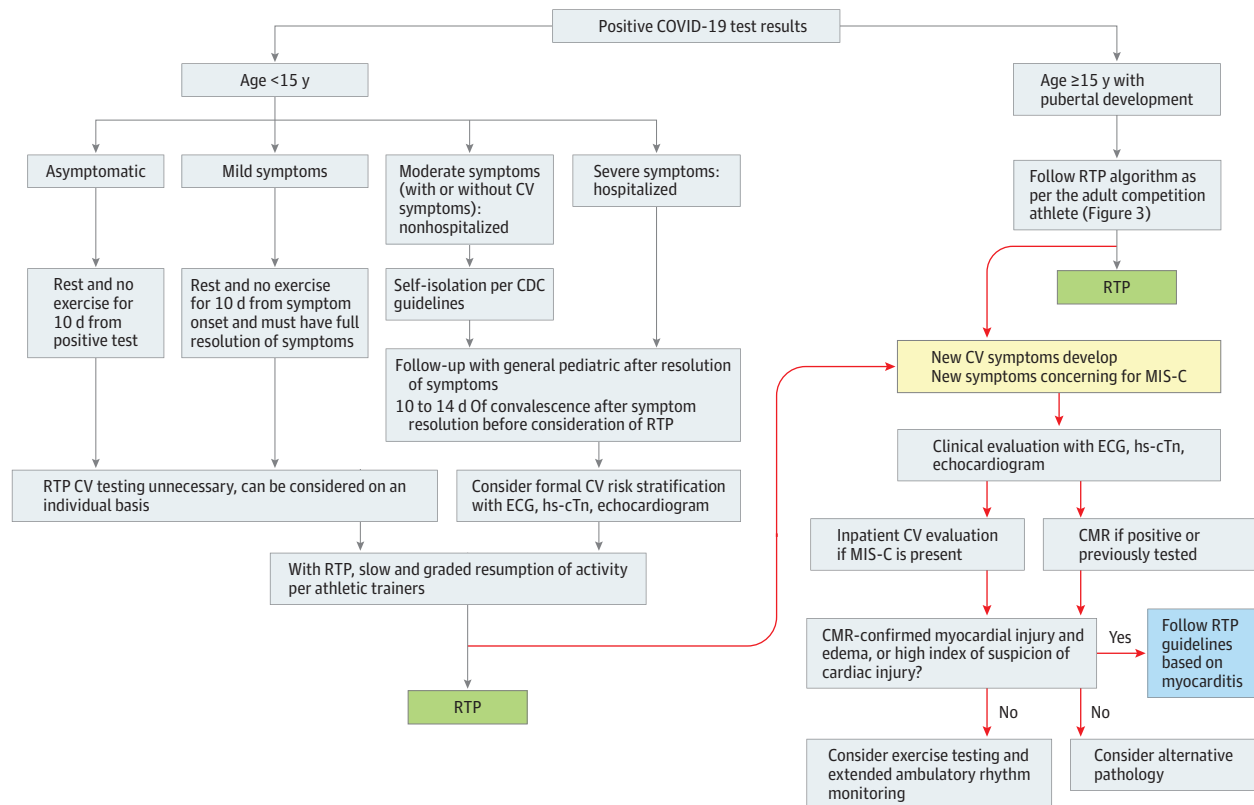 Positive COVID-19 test results
Age <15 y
Age ≥15 y with
pubertal development
Asymptomatic
Mild symptoms
Moderate symptoms
(with or without CV
symptoms):
nonhospitalized
Severe symptoms:
hospitalized
Follow RTP algorithm as
per the adult competition
athlete (Figure 3)
Rest and no
exercise for
10 d from
positive test
Rest and no exercise
for 10 d from symptom
onset and must have full
resolution of symptoms
Self-isolation per CDC
guidelines
RTP
Follow-up with general pediatric after resolution
of symptoms
10 to 14 d Of convalescence after symptom
resolution before consideration of RTP
New CV symptoms develop
New symptoms concerning for MIS-C
Clinical evaluation with ECG, hs-cTn,
echocardiogram
RTP CV testing unnecessary, can be considered on an
individual basis
Consider formal CV risk stratification
with ECG, hs-cTn, echocardiogram
Inpatient CV evaluation
if MIS-C is present
CMR if positive or
previously tested
With RTP, slow and graded resumption of activity
per athletic trainers
CMR-confirmed myocardial injury and
edema, or high index of suspicion of
cardiac injury?
Yes
Follow RTP
guidelines
based on
myocarditis
RTP
No
No
Consider exercise testing and
extended ambulatory rhythm
monitoring
Consider alternative
pathology